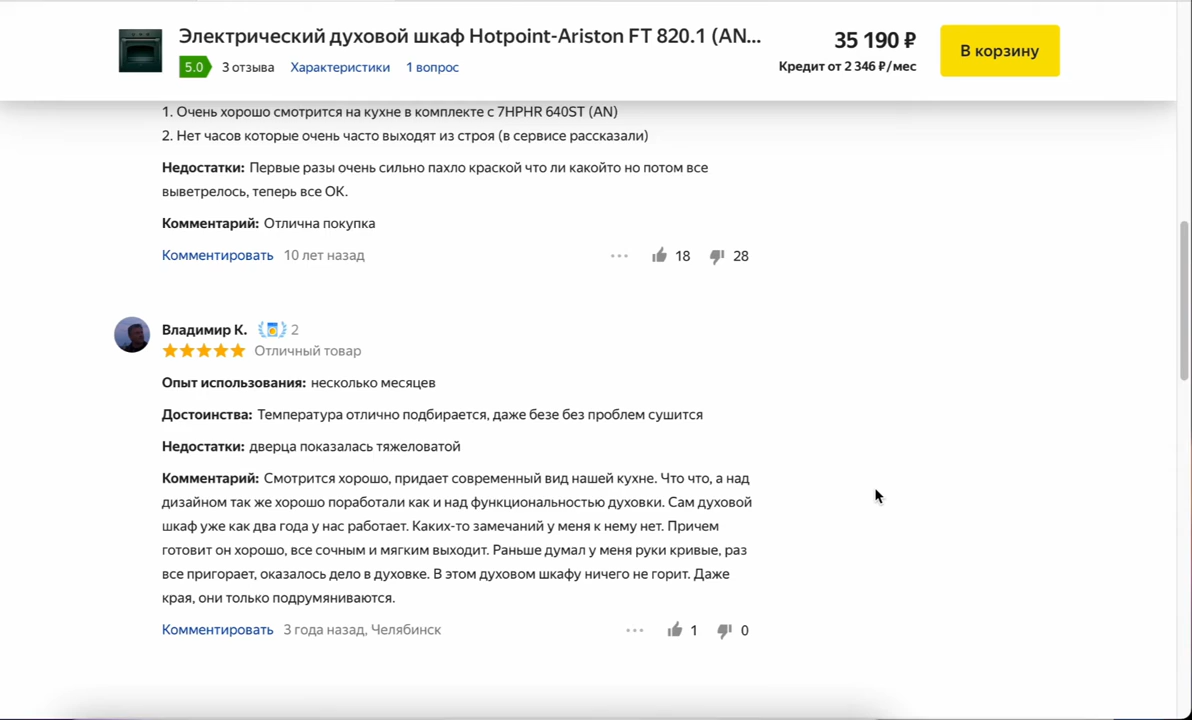 Электрический духовой шкаф Hotpoint-Ariston FT 820.1 (AN...
35 190 ₽
В корзину
5.0 3 отзыва Характеристики 1 вопрос
Кредит от 2 346 ₽/мес
1. Очень хорошо смотрится на кухне в комплекте с 7HPHR 640ST (AN)
2. Нет часов которые очень часто выходят из строя (в сервисе рассказали)
Недостатки: Первые разы очень сильно пахло краской что ли какойто но потом все
выветрелось, теперь все ОК.
Комментарий: Отлична покупка
Комментировать 10 лет назад ... 18 28
Владимир К. 2
Отличный товар
Опыт использования: несколько месяцев
Достоинства: Температура отлично подбирается, даже безе без проблем сушится
Недостатки: дверца показалась тяжеловатой
Комментарий: Смотрится хорошо, придает современный вид нашей кухне. Что что, а над
дизайном так же хорошо поработали как и над функциональностью духовки. Сам духовой
шкаф уже как два года у нас работает. Каких-то замечаний у меня к нему нет. Причем
готовит он хорошо, все сочным и мягким выходит. Раньше думал у меня руки кривые, раз
все пригорает, оказалось дело в духовке. В этом духовом шкафу ничего не горит. Даже
края, они только подрумяниваются.
Комментировать 3 года назад, Челябинск ... 1 0